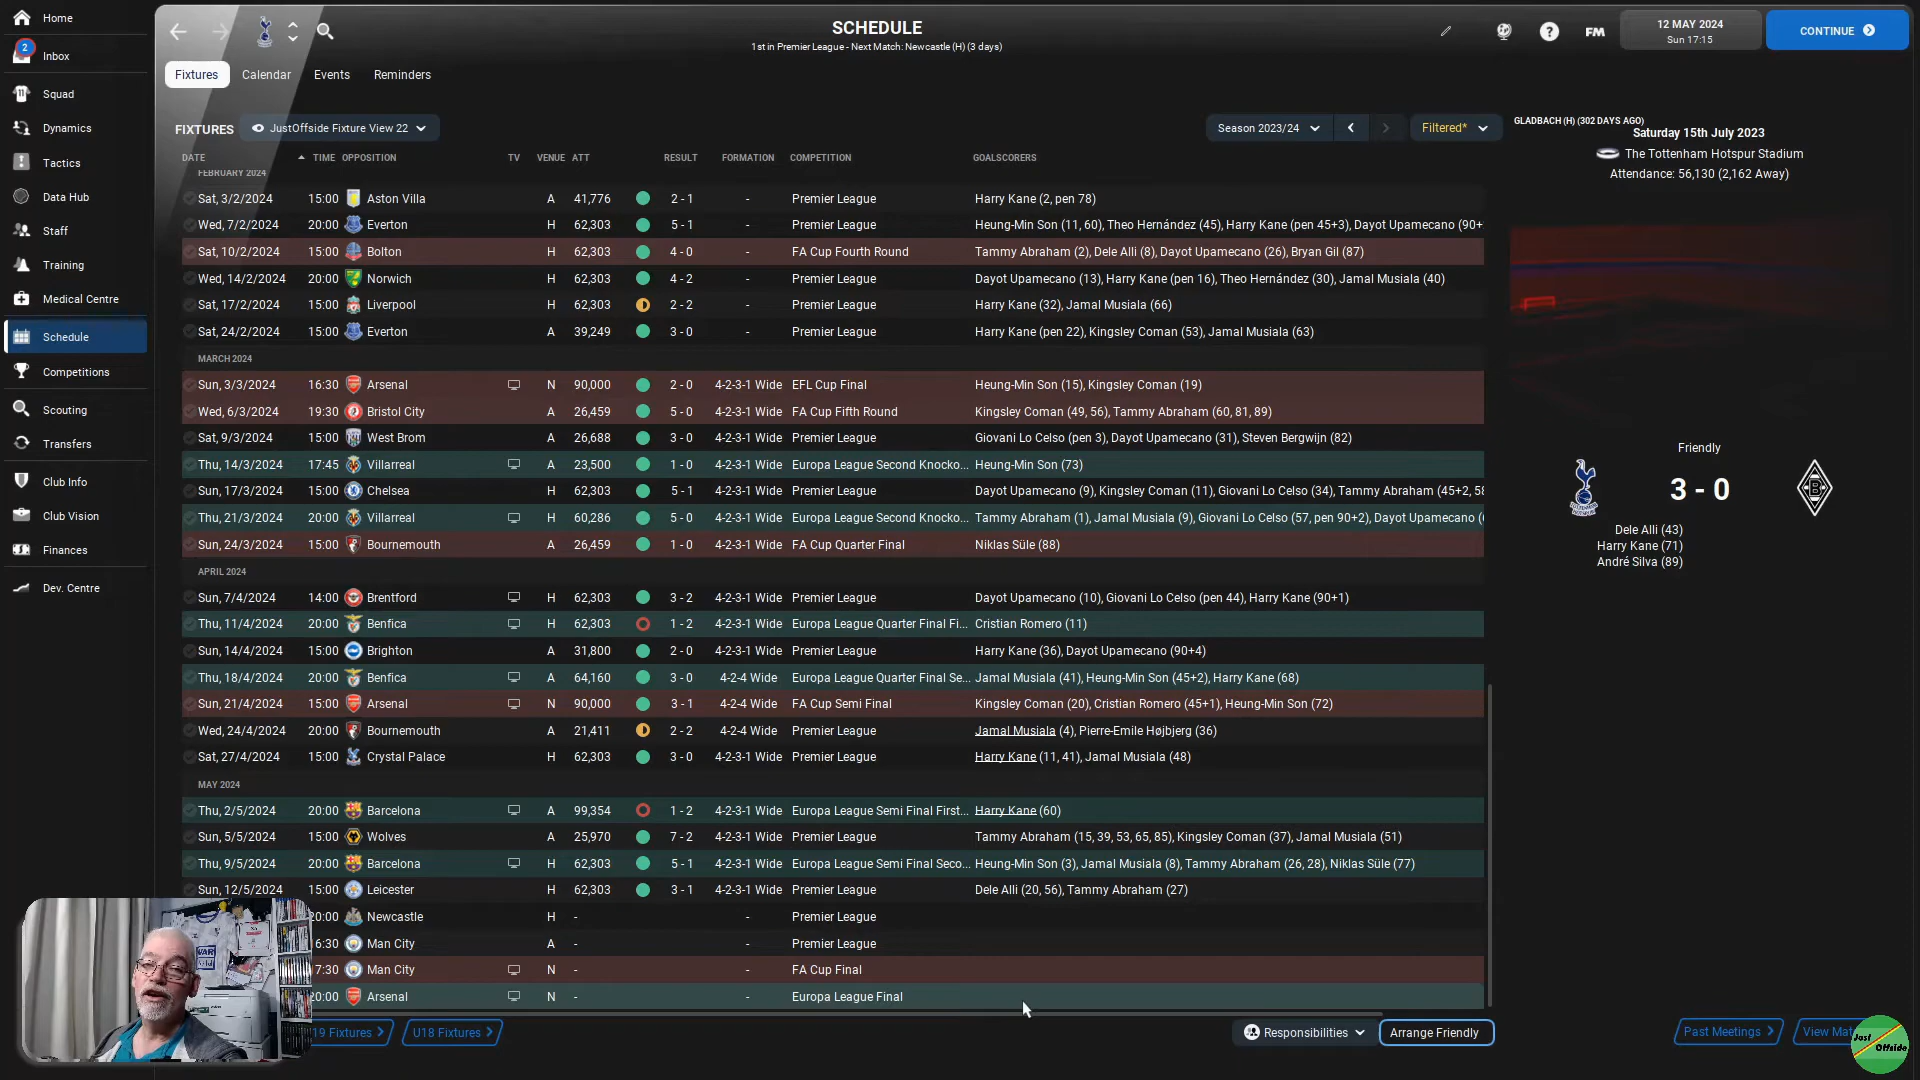 Home
2
Inbox
Squad
Dynamics
Tactics
Data Hub
Staff
Training
Medical Centre
Schedule
Competitions
Scouting
Transfers
Club Info
Club Vision
Finances
Dev. Centre
SCHEDULE
1st in Premier League - Next Match: Newcastle (H) (3 days)
FM
12 MAY 2024
Sun 17:15
CONTINUE
Fixtures Calendar Events Reminders
FIXTURES JustOffside Fixture View 22 Season 2023/24 Filtered*
DATE TIME OPPOSITION TV VENUE ATT RESULT FORMATION COMPETITION GOALSCORERS
FEBRUARY 2024
Sat, 3/2/2024 15:00 Aston Villa A 41,776 2 - 1 - Premier League Harry Kane (2, pen 78)
Wed, 7/2/2024 20:00 Everton H 62,303 5 - 1 - Premier League Heung-Min Son (11, 60), Theo Hernández (45), Harry Kane (pen 45+3), Dayot Upamecano (90+
Sat, 10/2/2024 15:00 Bolton H 62,303 4 - 0 - FA Cup Fourth Round Tammy Abraham (2), Dele Alli (8), Dayot Upamecano (26), Bryan Gil (87)
Wed, 14/2/2024 20:00 Norwich H 62,303 4 - 2 - Premier League Dayot Upamecano (13), Harry Kane (pen 16), Theo Hernández (30), Jamal Musiala (40)
Sat, 17/2/2024 15:00 Liverpool H 62,303 2 - 2 - Premier League Harry Kane (32), Jamal Musiala (66)
Sat, 24/2/2024 15:00 Everton A 39,249 3 - 0 - Premier League Harry Kane (pen 22), Kingsley Coman (53), Jamal Musiala (63)
MARCH 2024
Sun, 3/3/2024 16:30 Arsenal N 90,000 2 - 0 4-2-3-1 Wide EFL Cup Final Heung-Min Son (15), Kingsley Coman (19)
Wed, 6/3/2024 19:30 Bristol City A 26,459 5 - 0 4-2-3-1 Wide FA Cup Fifth Round Kingsley Coman (49, 56), Tammy Abraham (60, 81, 89)
Sat, 9/3/2024 15:00 West Brom A 26,688 3 - 0 4-2-3-1 Wide Premier League Giovani Lo Celso (pen 3), Dayot Upamecano (31), Steven Bergwijn (82)
Thu, 14/3/2024 17:45 Villarreal A 23,500 1 - 0 4-2-3-1 Wide Europa League Second Knocko... Heung-Min Son (73)
Sun, 17/3/2024 15:00 Chelsea H 62,303 5 - 1 4-2-3-1 Wide Premier League Dayot Upamecano (9), Kingsley Coman (11), Giovani Lo Celso (34), Tammy Abraham (45+2, 58
Thu, 21/3/2024 20:00 Villarreal H 60,286 5 - 0 4-2-3-1 Wide Europa League Second Knocko... Tammy Abraham (1), Jamal Musiala (9), Giovani Lo Celso (57, pen 90+2), Dayot Upamecano (
Sun, 24/3/2024 15:00 Bournemouth A 26,459 1 - 0 4-2-3-1 Wide FA Cup Quarter Final Niklas Süle (88)
APRIL 2024
Sun, 7/4/2024 14:00 Brentford H 62,303 3 - 2 4-2-3-1 Wide Premier League Dayot Upamecano (10), Giovani Lo Celso (pen 44), Harry Kane (90+1)
Thu, 11/4/2024 20:00 Benfica H 62,303 1 - 2 4-2-3-1 Wide Europa League Quarter Final Fi... Cristian Romero (11)
Sun, 14/4/2024 15:00 Brighton A 31,800 2 - 0 4-2-3-1 Wide Premier League Harry Kane (36), Dayot Upamecano (90+4)
Thu, 18/4/2024 20:00 Benfica A 64,160 3 - 0 4-2-4 Wide Europa League Quarter Final Se... Jamal Musiala (41), Heung-Min Son (45+2), Harry Kane (68)
Sun, 21/4/2024 15:00 Arsenal N 90,000 3 - 1 4-2-4 Wide FA Cup Semi Final Kingsley Coman (20), Cristian Romero (45+1), Heung-Min Son (72)
Wed, 24/4/2024 20:00 Bournemouth A 21,411 2 - 2 4-2-4 Wide Premier League Jamal Musiala (4), Pierre-Emile Højbjerg (36)
Sat, 27/4/2024 15:00 Crystal Palace H 62,303 3 - 0 4-2-3-1 Wide Premier League Harry Kane (11, 41), Jamal Musiala (48)
MAY 2024
Thu, 2/5/2024 20:00 Barcelona A 99,354 1 - 2 4-2-3-1 Wide Europa League Semi Final First... Harry Kane (60)
Sun, 5/5/2024 15:00 Wolves A 25,970 7 - 2 4-2-3-1 Wide Premier League Tammy Abraham (15, 39, 53, 65, 85), Kingsley Coman (37), Jamal Musiala (51)
Thu, 9/5/2024 20:00 Barcelona H 62,303 5 - 1 4-2-3-1 Wide Europa League Semi Final Seco... Heung-Min Son (3), Jamal Musiala (8), Tammy Abraham (26, 28), Niklas Süle (77)
Sun, 12/5/2024 15:00 Leicester H 62,303 3 - 1 4-2-3-1 Wide Premier League Dele Alli (20, 56), Tammy Abraham (27)
20:00 Newcastle H - - Premier League
6:30 Man City A - - Premier League
7:30 Man City N - - FA Cup Final
20:00 Arsenal N - - Europa League Final
19 Fixtures U18 Fixtures Responsibilities Arrange Friendly
GLADBACH (H) (302 DAYS AGO)
Saturday 15th July 2023
The Tottenham Hotspur Stadium
Attendance: 56,130 (2,162 Away)
Friendly
3 - 0
Dele Alli (43)
Harry Kane (71)
André Silva (89)
Past Meetings View Mat
Just
Offside
VAR